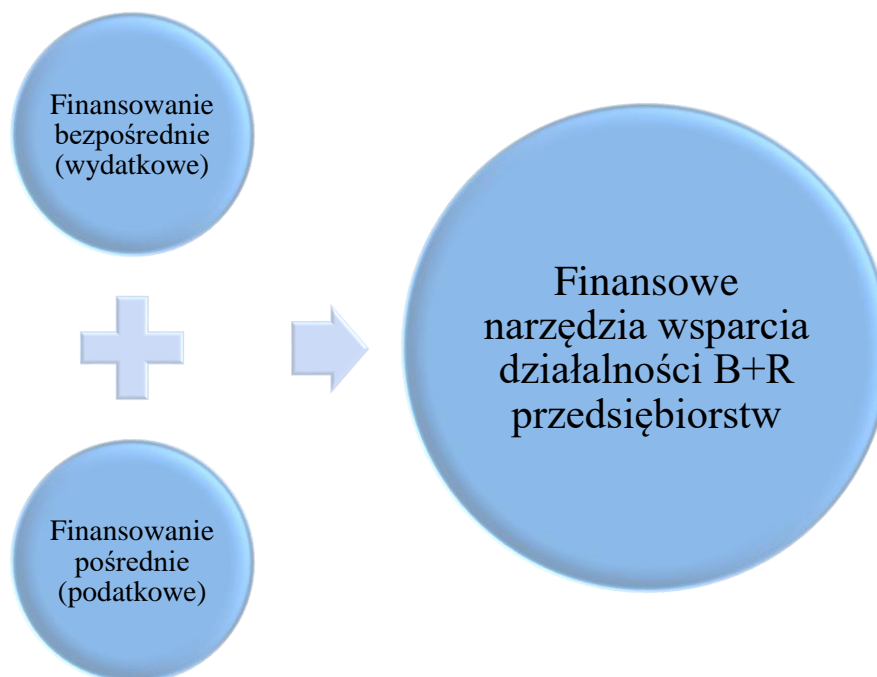 Finansowanie
bezpośrednie
(wydatkowe)
Finansowanie
pośrednie
(podatkowe)
Finansowe
narzędzia wsparcia
działalności B+R
przedsiębiorstw